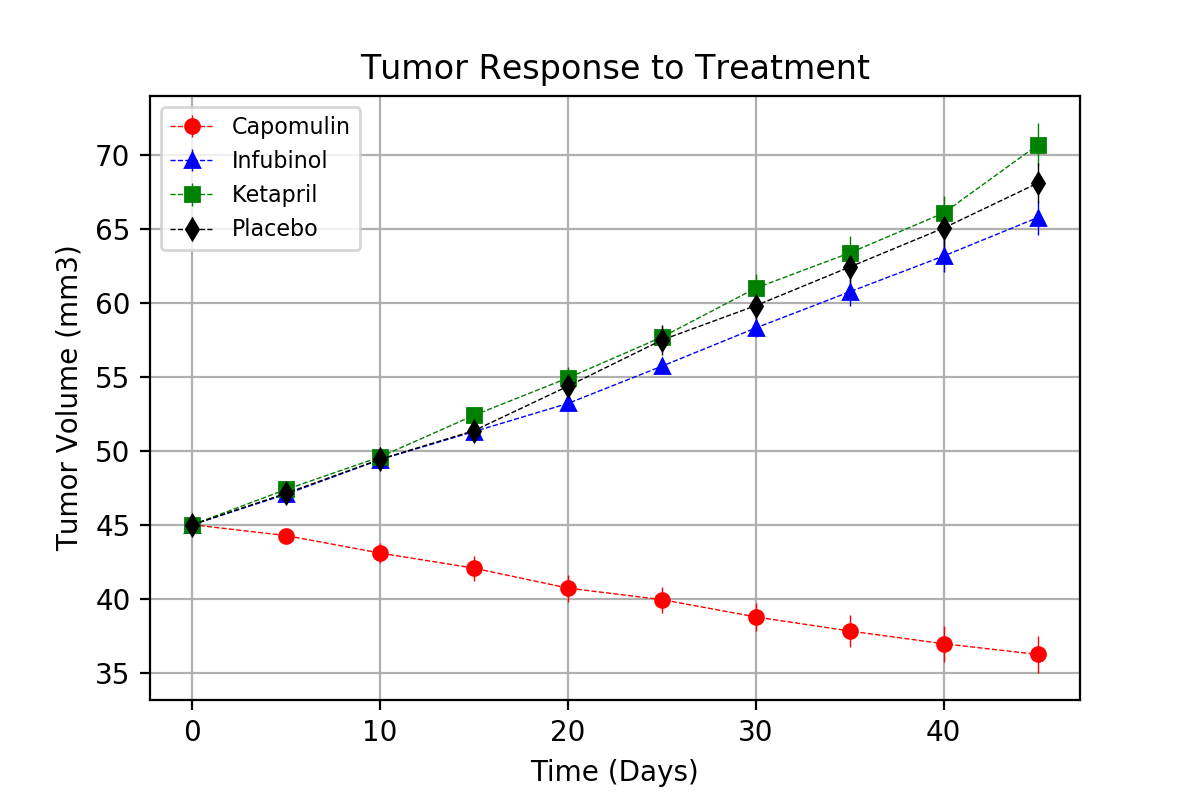 Tumor Response to Treatment
Capomulin
Infubinol
Ketapril
Placebo
Tumor Volume (mm3)
70
65
60
55
50
45
40
35
0 10 20 30 40
Time (Days)